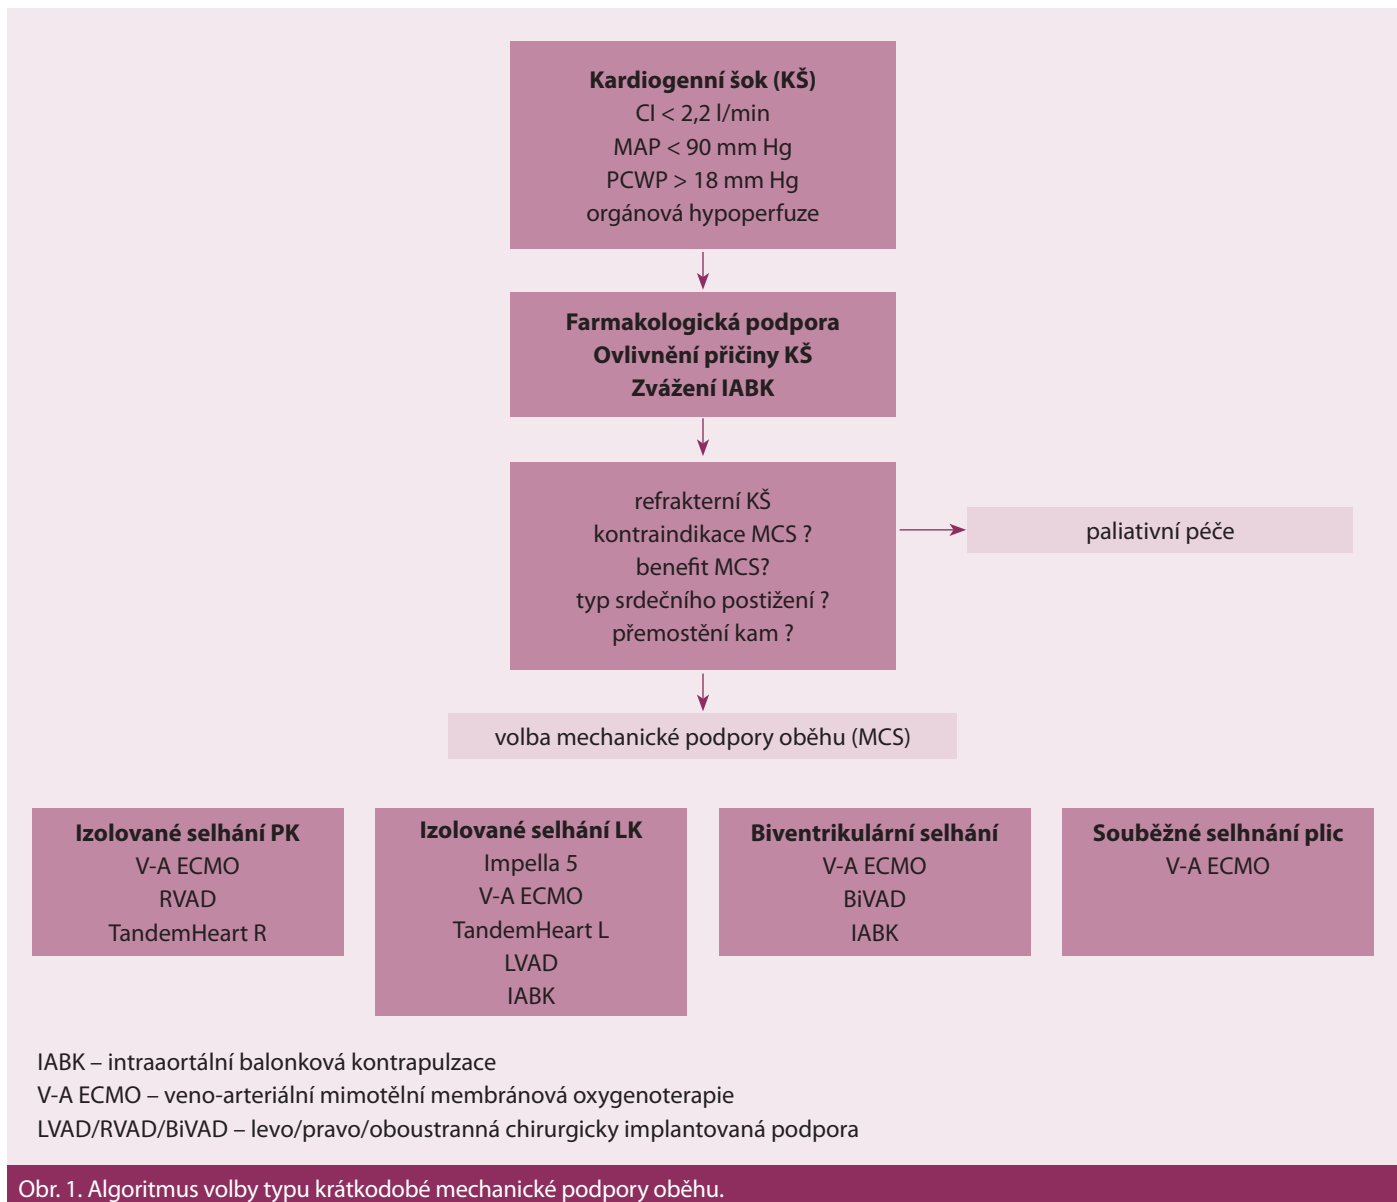 Kardiogenní šok (KŠ)
CI < 2,2 l/min
MAP < 90 mm Hg
PCWP > 18 mm Hg
orgánová hypoperfuze
Farmakologická podpora
Ovlivnění přičiny KŠ
Zvážení IABK
refrakterní KŠ
kontraindikace MCS ?
benefit MCS?
typ srdečního postižení ?
přemostění kam ?
paliativní péče
volba mechanické podpory oběhu (MCS)
Izolované selhání PK
V-A ECMO
RVAD
TandemHeart R
Izolované selhání LK
Impella 5
V-A ECMO
TandemHeart L
LVAD
IABK
Biventrikulární selhání
V-A ECMO
BiVAD
IABK
Souběžné selhnání plic
V-A ECMO
IABK – intraaortální balonková kontrapulzace
V-A ECMO – veno-arteriální mimotělní membránová oxygenoterapie
LVAD/RVAD/BiVAD – levo/pravo/oboustranná chirurgicky implantovaná podpora
Obr. 1. Algoritmus volby typu krátkodobé mechanické podpory oběhu.